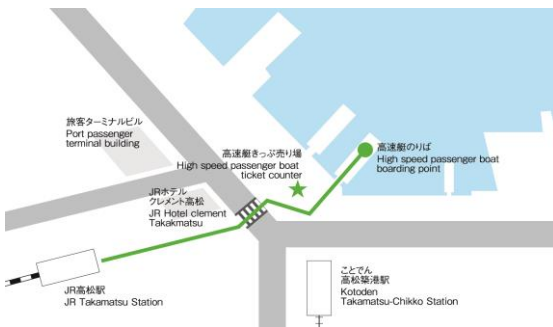 旅客ターミナルビル
Port passenger
terminal building
高速艇きっぷ売り場
High speed passenger boat
ticket counter
高速艇のりば
High speed passenger boat
boarding point
JRホテル
クレメント高松
JR Hotel clement
Takakmatsu
JR高松駅
JR Takamatsu Station
ことでん
高松築港駅
Kotoden
Takamatsu-Chikko Station